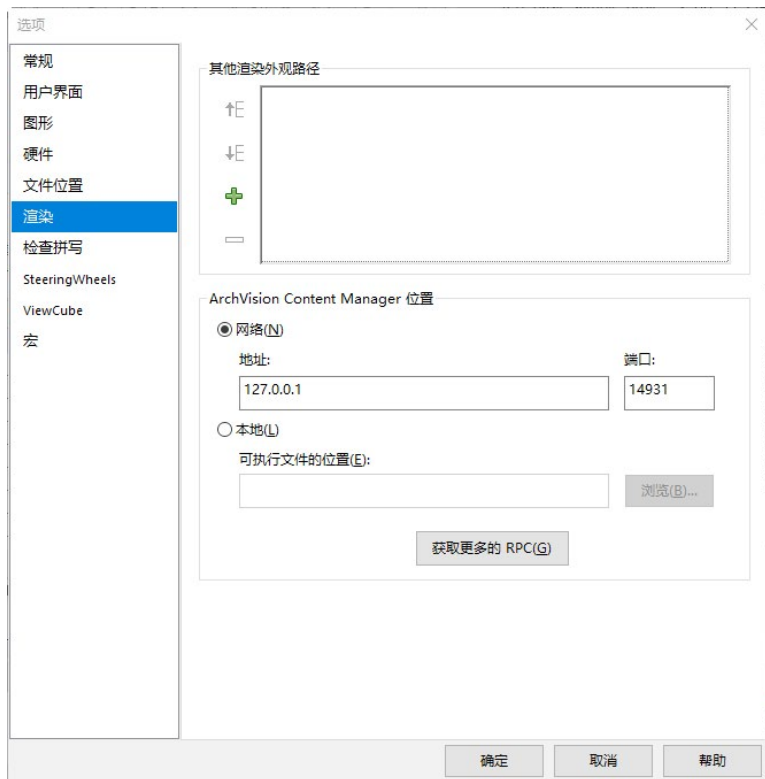 选项
常规
用户界面
图形
硬件
文件位置
渲染
检查拼写
SteeringWheels
ViewCube
宏
其他渲染外观路径
ArchVision Content Manager 位置
网络(N)
地址:
端口:
127.0.0.1
14931
本地(L)
可执行文件的位置(E):
浏览(B)...
获取更多的 RPC(G)
确定
取消
帮助